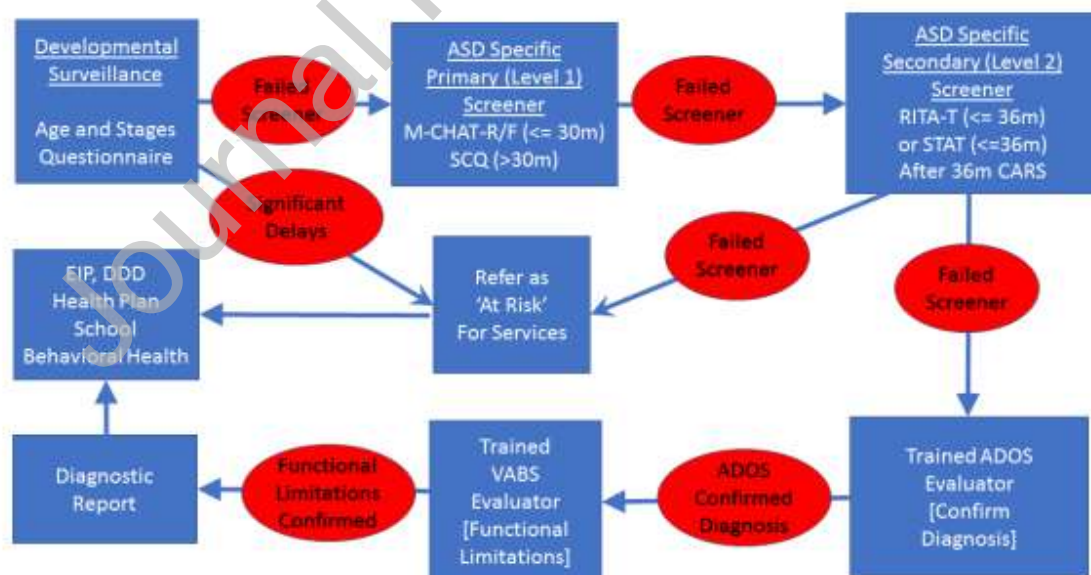 Developmental
Surveillance
Age and Stages
Questionnaire
Failed
Screener
ASD Specific
Primary (Level 1)
Screener
M-CHAT-R/F (<= 30m)
SCQ (>30m)
Failed
Screener
ASD Specific
Secondary (Level 2)
Screener
RITA-T (<= 36m)
or STAT (<=36m)
After 36m CARS
Significant
Delays
Failed
Screener
Failed
Screener
EIP, DDD
Health Plan
School
Behavioral Health
Refer as
'At Risk'
For Services
Diagnostic
Report
Functional
Limitations
Confirmed
Trained
VABS
Evaluator
[Functional
Limitations]
ADOS
Confirmed
Diagnosis
Trained ADOS
Evaluator
[Confirm
Diagnosis]
Journal